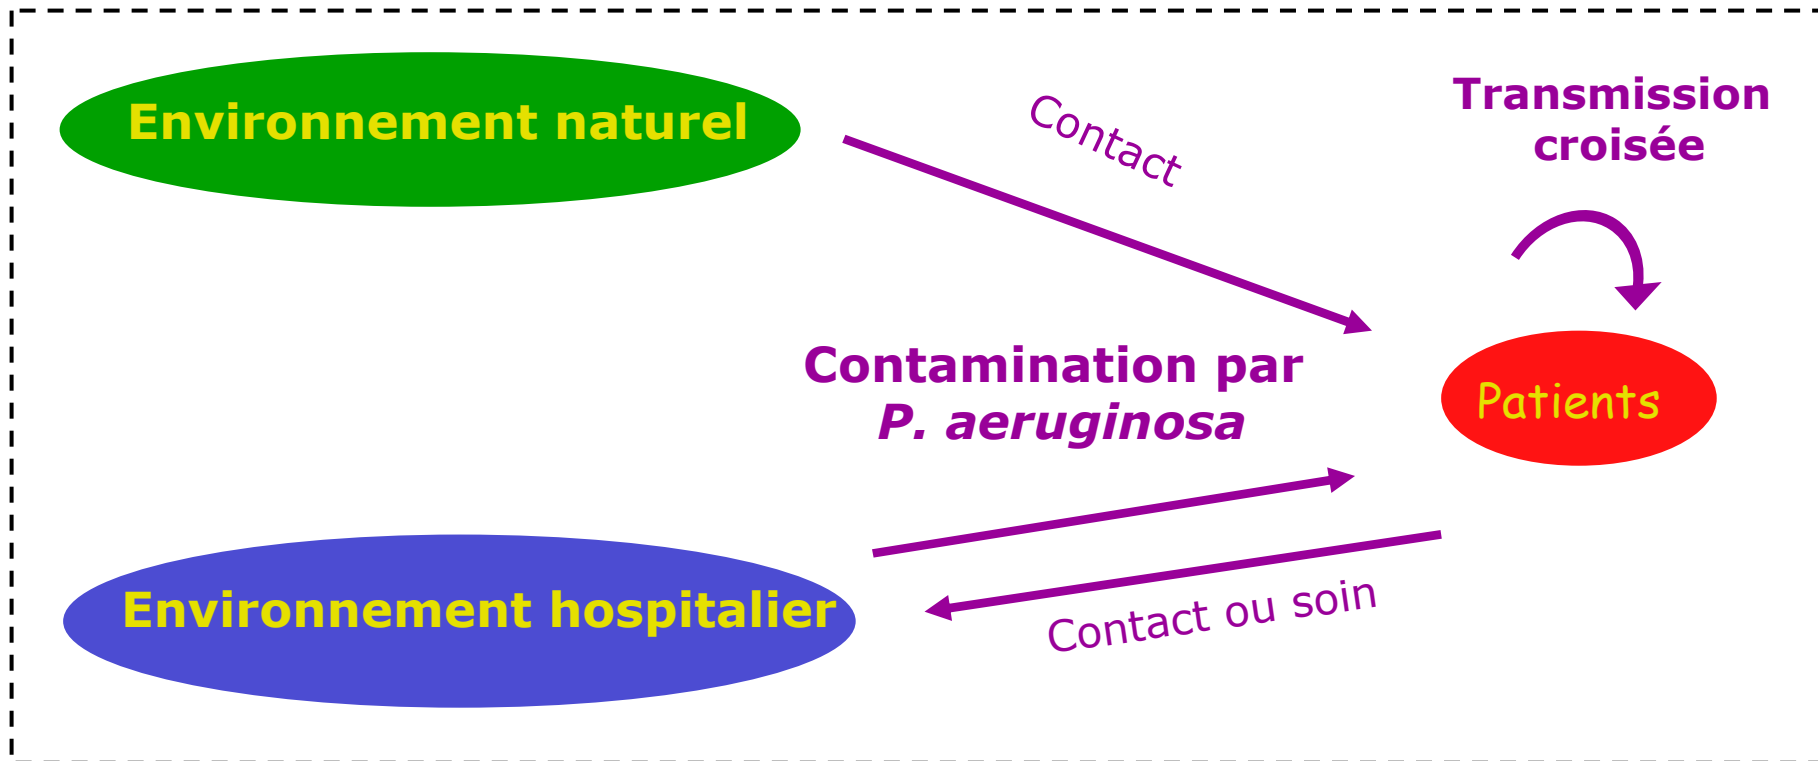 Environnement naturel
Contact
Transmission
croisée
Contamination par
P. aeruginosa
Patients
Environnement hospitalier
Contact ou soin